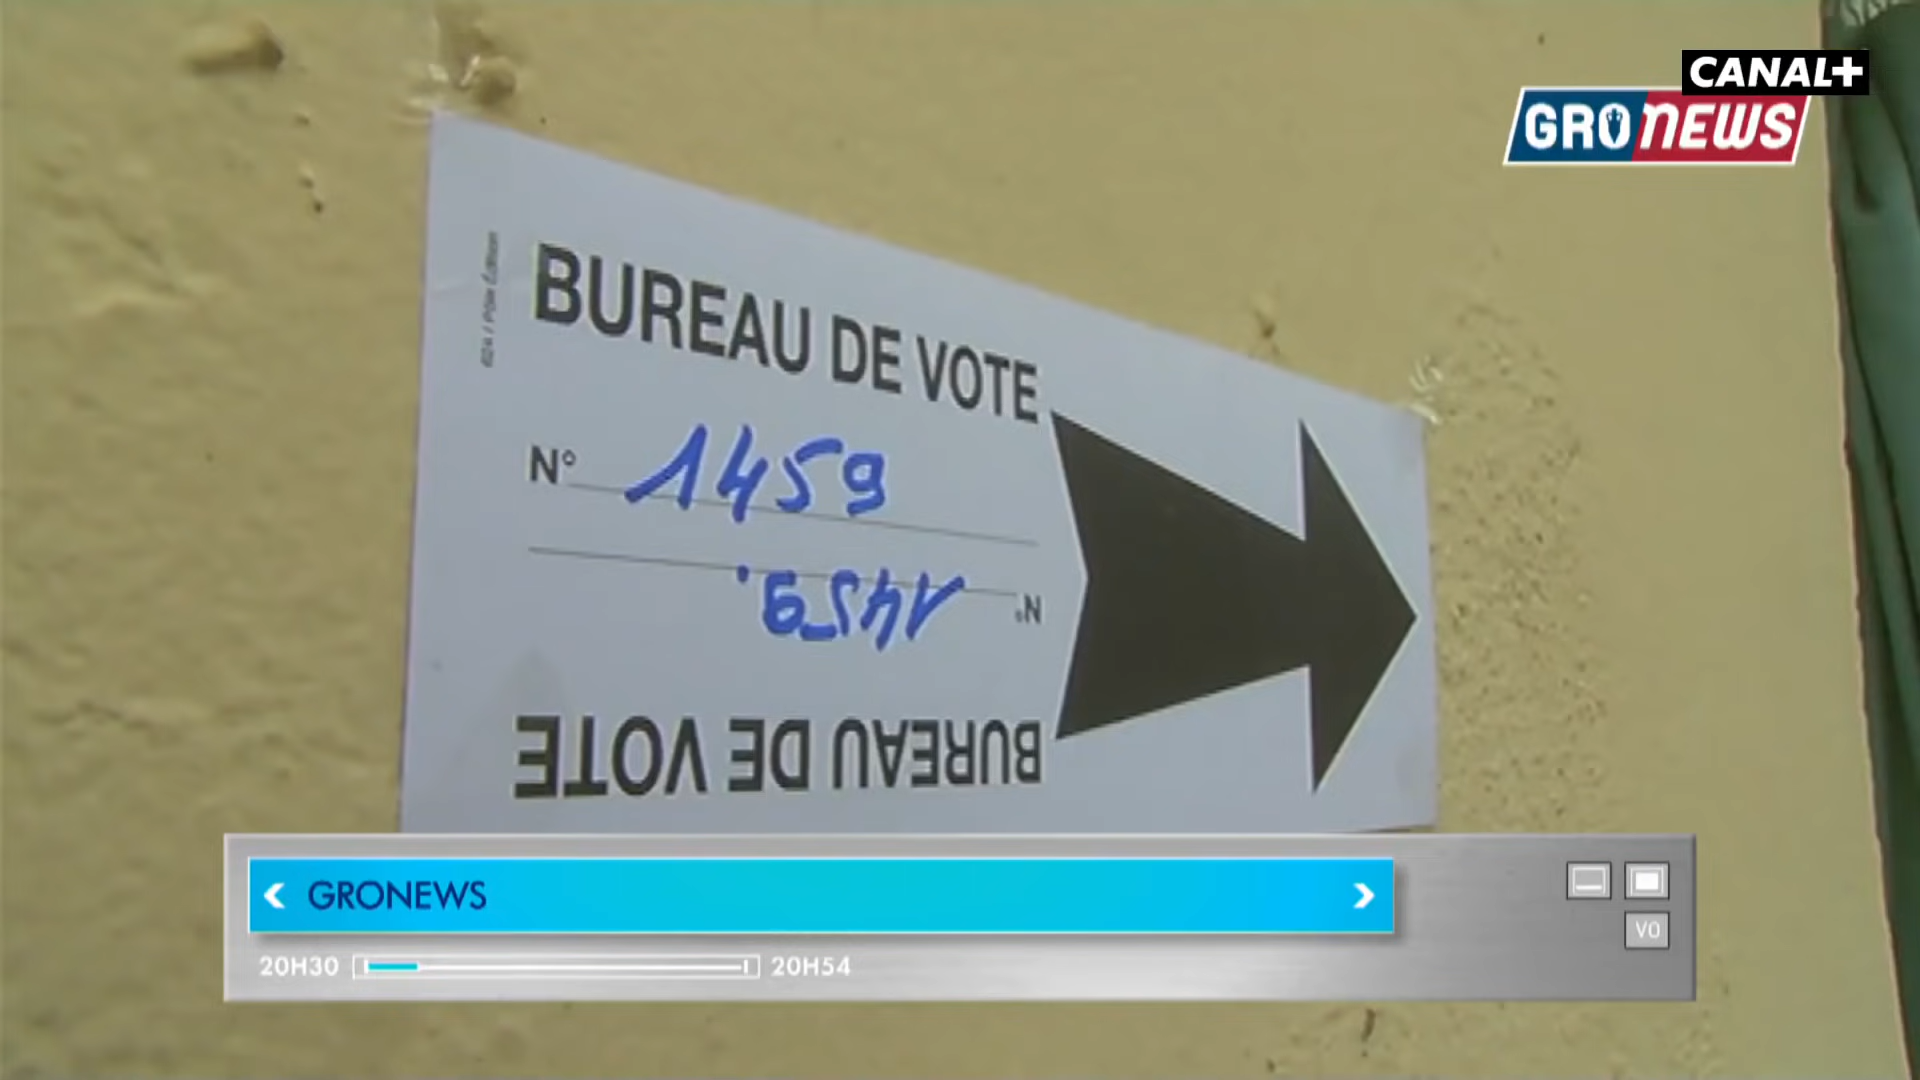 CANAL+
GRONEWS
BUREAU DE VOTE
N° 1459
N° 1459.
BUREAU DE VOTE
GRONEWS
20H30
20H54
VO